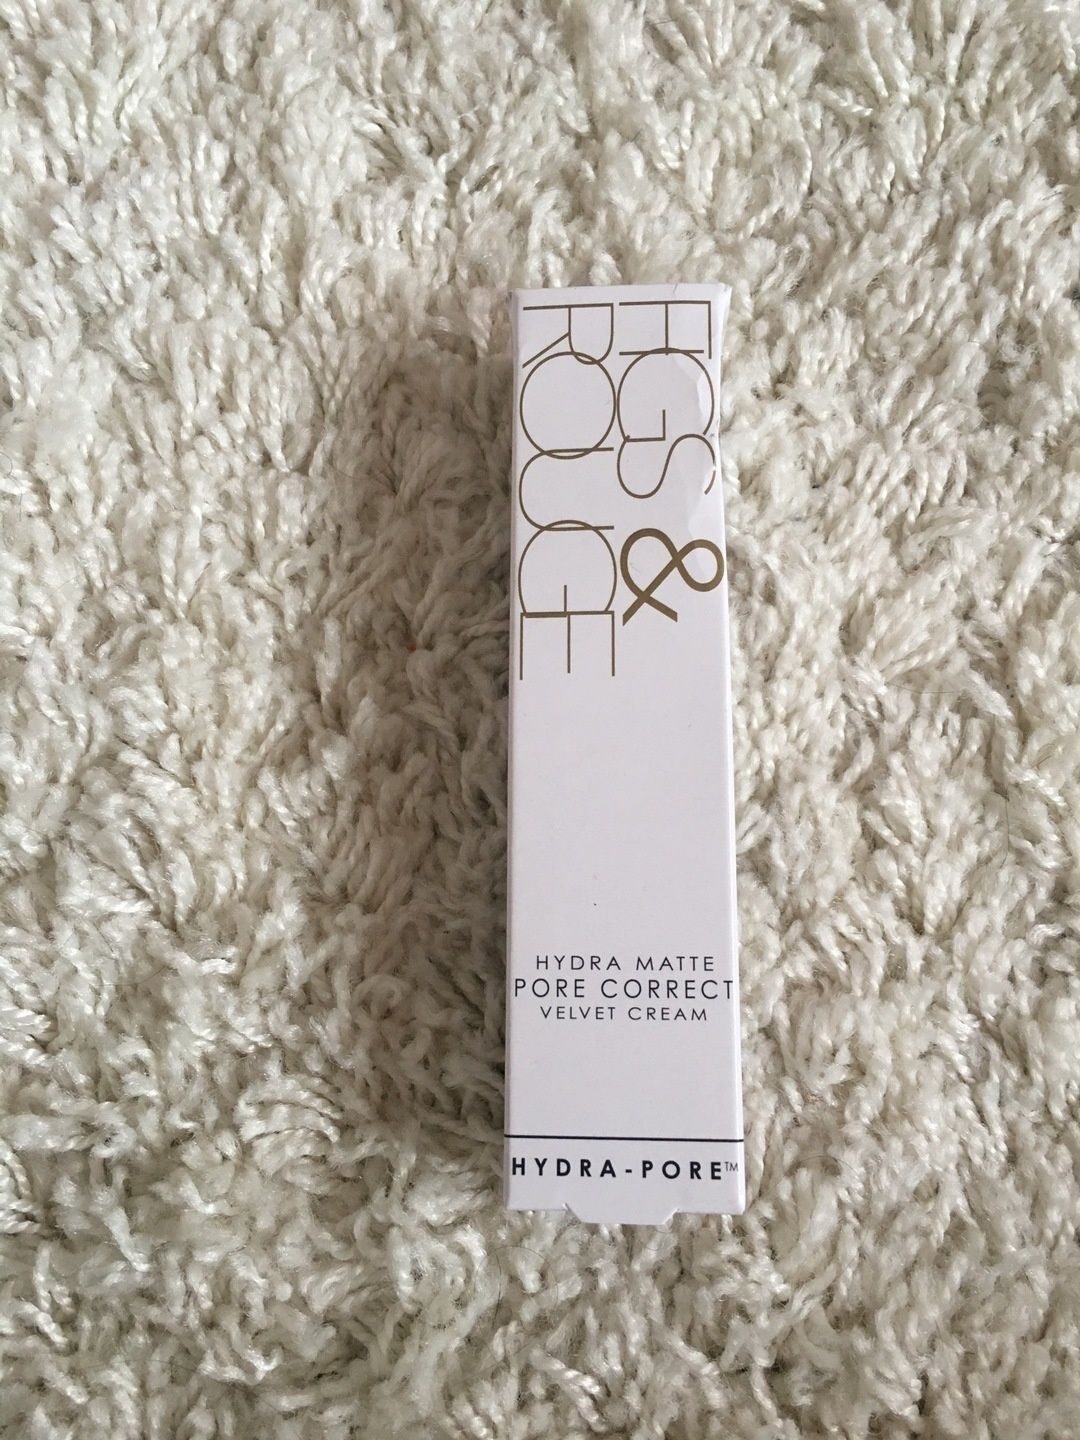 FIGS &
ROUGE
HYDRA MATTE
PORE CORRECT
VELVET CREAM
HYDRA-PORE™